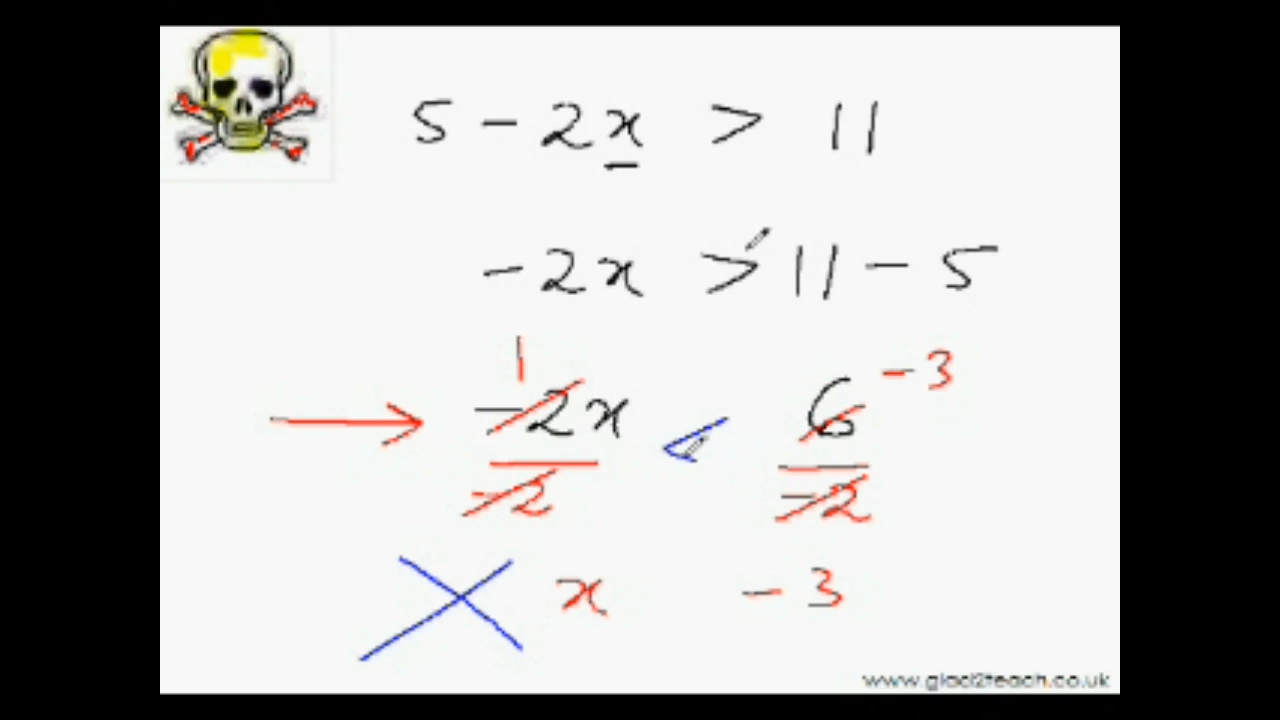 5 - 2x > 11
-2x > 11 - 5
1 -3
-2x < 6
-2 -2
x -3
www.glad2teach.co.uk